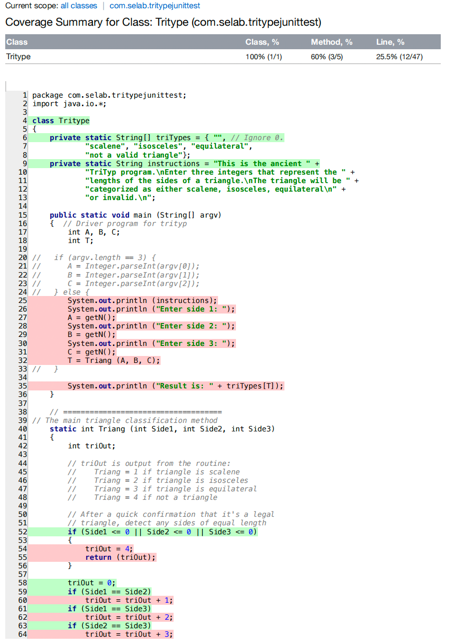 Current scope: all classes | com.selab.tritypejunittest
Coverage Summary for Class: Tritype (com.selab.tritypejunittest)
Class Class, % Method, % Line, %
Tritype 100% (1/1) 60% (3/5) 25.5% (12/47)
1 package com.selab.tritypejunittest;
2 import java.io.*;
3
4 class Tritype
5 {
6     private static String[] triTypes = { "", // Ignore 0.
7             "scalene", "isosceles", "equilateral",
8             "not a valid triangle"};
9     private static String instructions = "This is the ancient " +
10             "TriTyp program.\nEnter three integers that represent the " +
11             "lengths of the sides of a triangle.\nThe triangle will be " +
12             "categorized as either scalene, isosceles, equilateral\n" +
13             "or invalid.\n";
14
15     public static void main (String[] argv)
16     {  // Driver program for trityp
17         int A, B, C;
18         int T;
19
20 //   if (argv.length == 3) {
21 //      A = Integer.parseInt(argv[0]);
22 //      B = Integer.parseInt(argv[1]);
23 //      C = Integer.parseInt(argv[2]);
24 //   } else {
25         System.out.println (instructions);
26         System.out.println ("Enter side 1: ");
27         A = getN();
28         System.out.println ("Enter side 2: ");
29         B = getN();
30         System.out.println ("Enter side 3: ");
31         C = getN();
32         T = Triang (A, B, C);
33 //   }
34
35         System.out.println ("Result is: " + triTypes[T]);
36     }
37
38     // ====================================
39 // The main triangle classification method
40     static int Triang (int Side1, int Side2, int Side3)
41     {
42         int triOut;
43
44         // triOut is output from the routine:
45         //    Triang = 1 if triangle is scalene
46         //    Triang = 2 if triangle is isosceles
47         //    Triang = 3 if triangle is equilateral
48         //    Triang = 4 if not a triangle
49
50         // After a quick confirmation that it's a legal
51         // triangle, detect any sides of equal length
52         if (Side1 <= 0 || Side2 <= 0 || Side3 <= 0)
53         {
54             triOut = 4;
55             return (triOut);
56         }
57
58         triOut = 0;
59         if (Side1 == Side2)
60             triOut = triOut + 1;
61         if (Side1 == Side3)
62             triOut = triOut + 2;
63         if (Side2 == Side3)
64             triOut = triOut + 3;